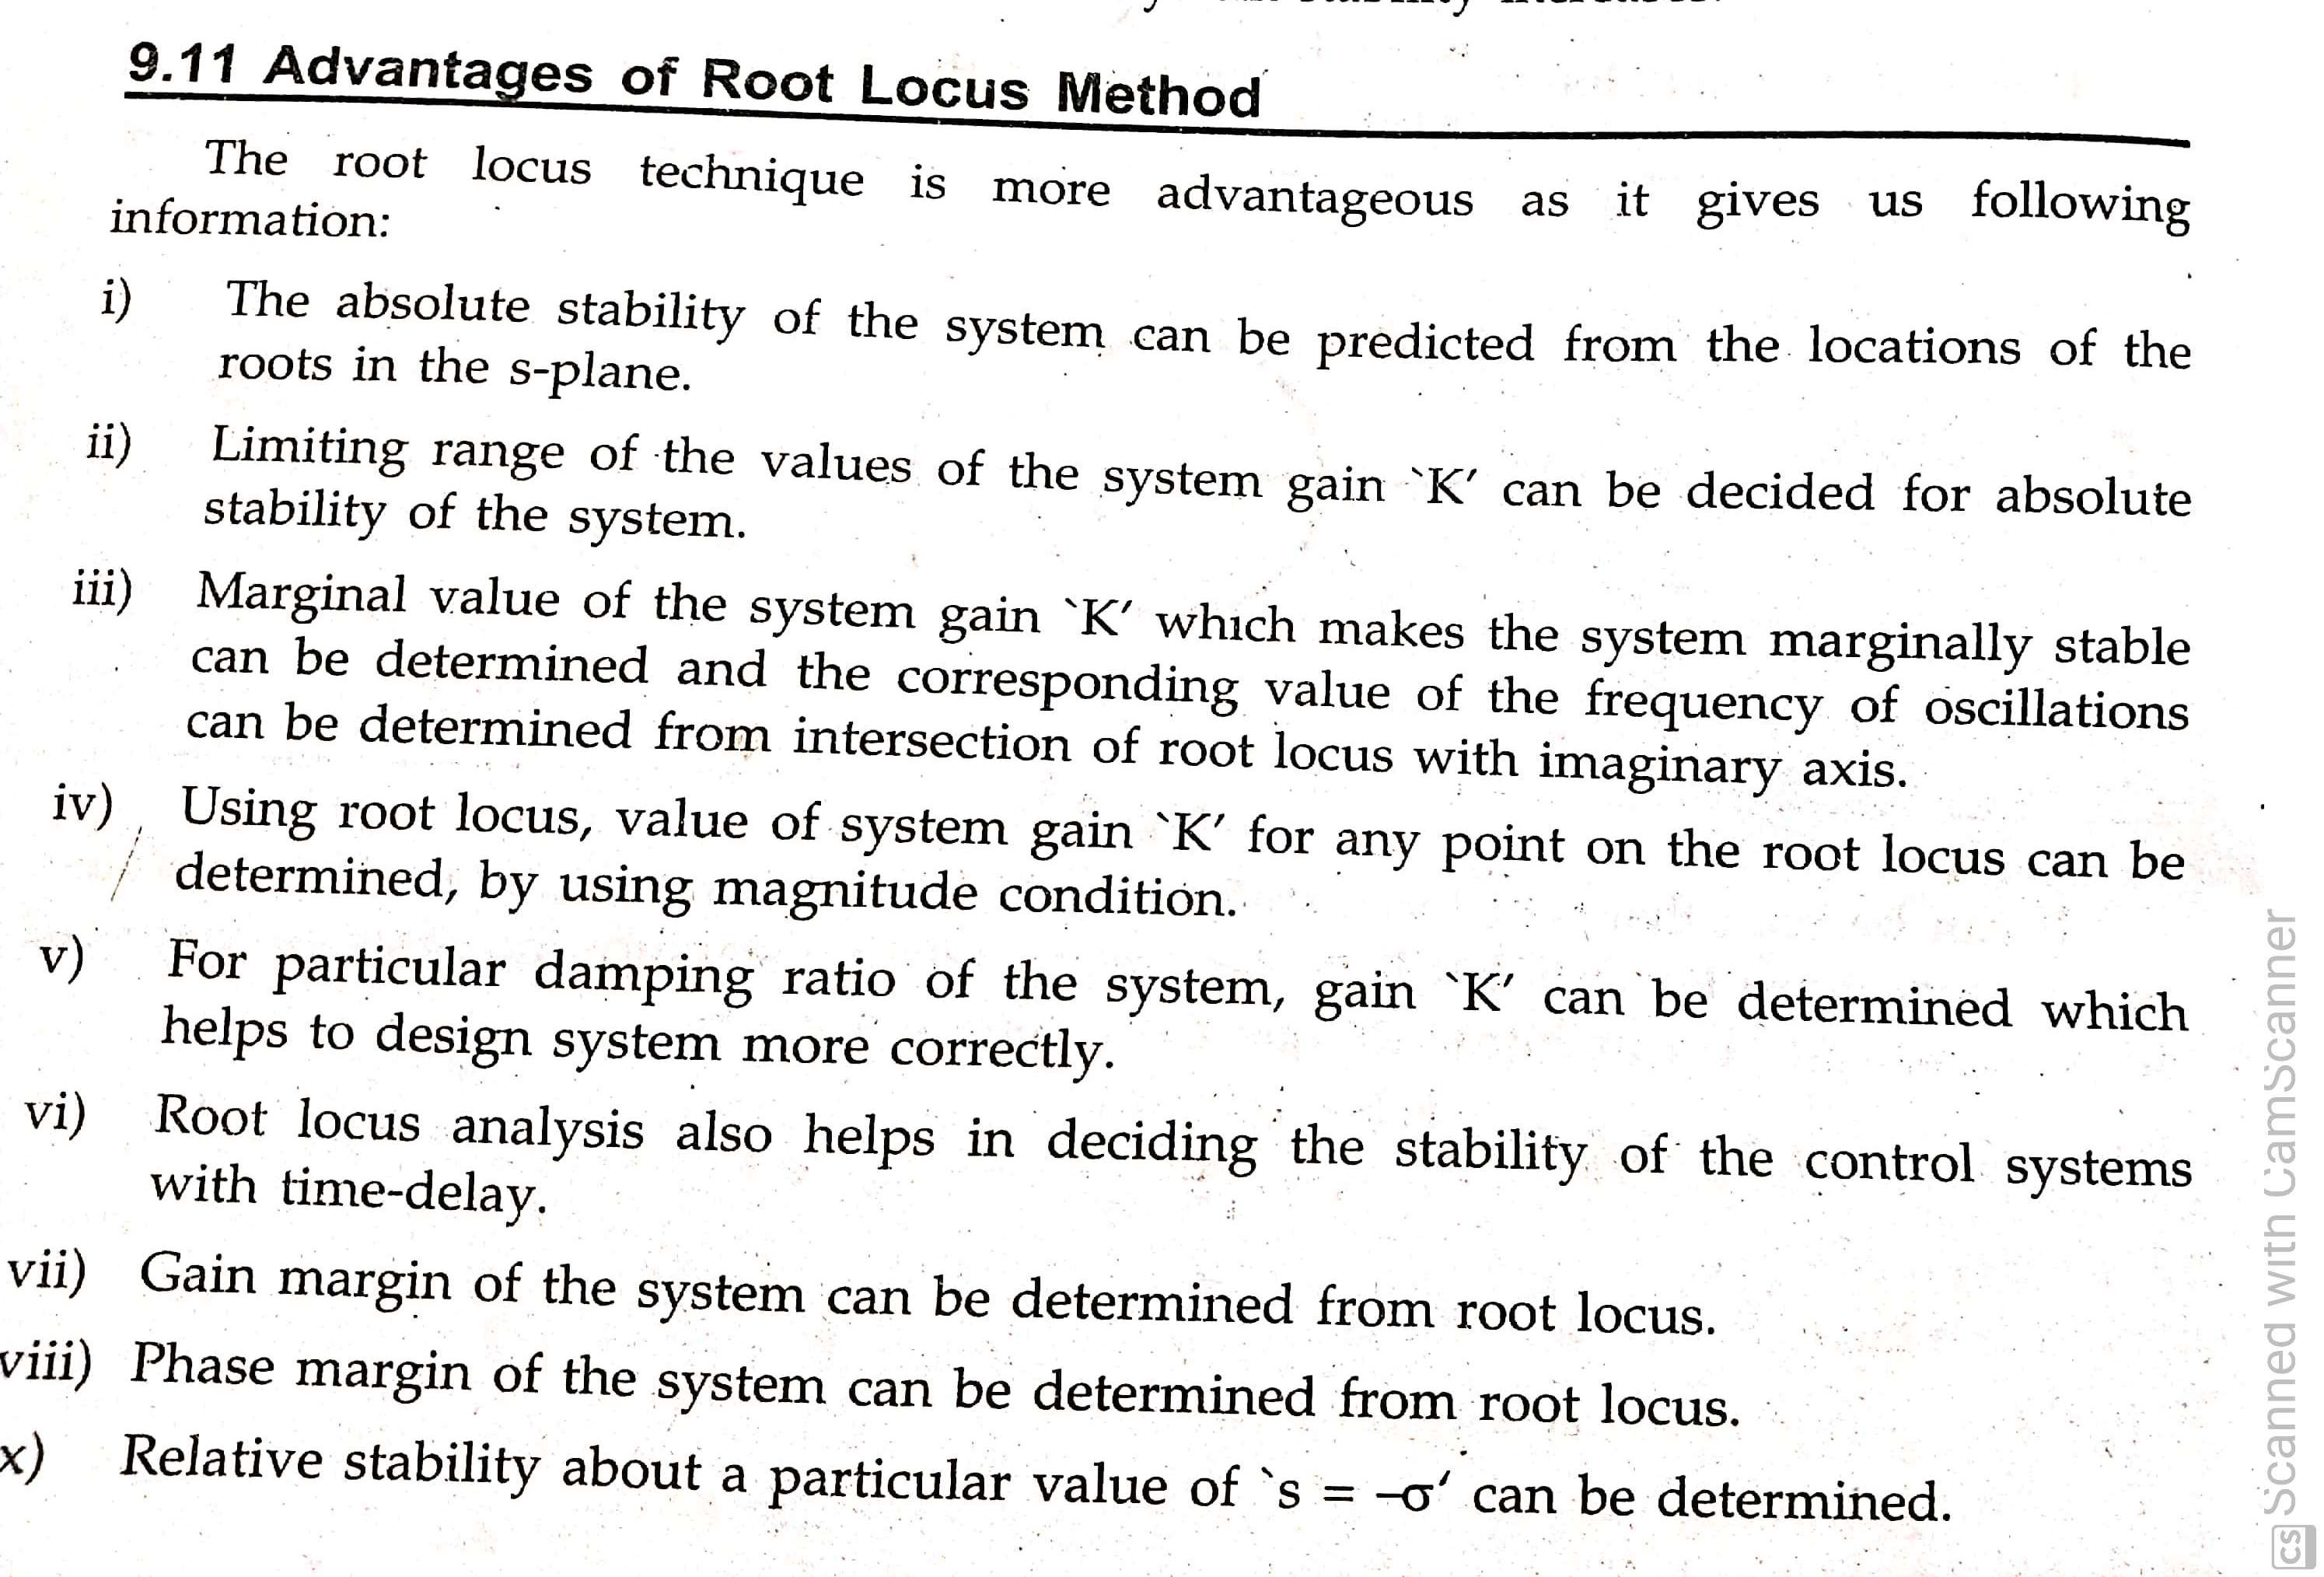 9.11 Advantages of Root Locus Method
The root locus technique is more advantageous as it gives us following
information:
i) The absolute stability of the system can be predicted from the locations of the
roots in the s-plane.
ii) Limiting range of the values of the system gain `K′ can be decided for absolute
stability of the system.
iii) Marginal value of the system gain `K′ which makes the system marginally stable
can be determined and the corresponding value of the frequency of oscillations
can be determined from intersection of root locus with imaginary axis.
iv) Using root locus, value of system gain `K′ for any point on the root locus can be
determined, by using magnitude condition.
v) For particular damping ratio of the system, gain `K′ can be determined which
helps to design system more correctly.
vi) Root locus analysis also helps in deciding the stability of the control systems
with time-delay.
vii) Gain margin of the system can be determined from root locus.
viii) Phase margin of the system can be determined from root locus.
x) Relative stability about a particular value of `s = –σ′ can be determined.
CS Scanned with CamScanner